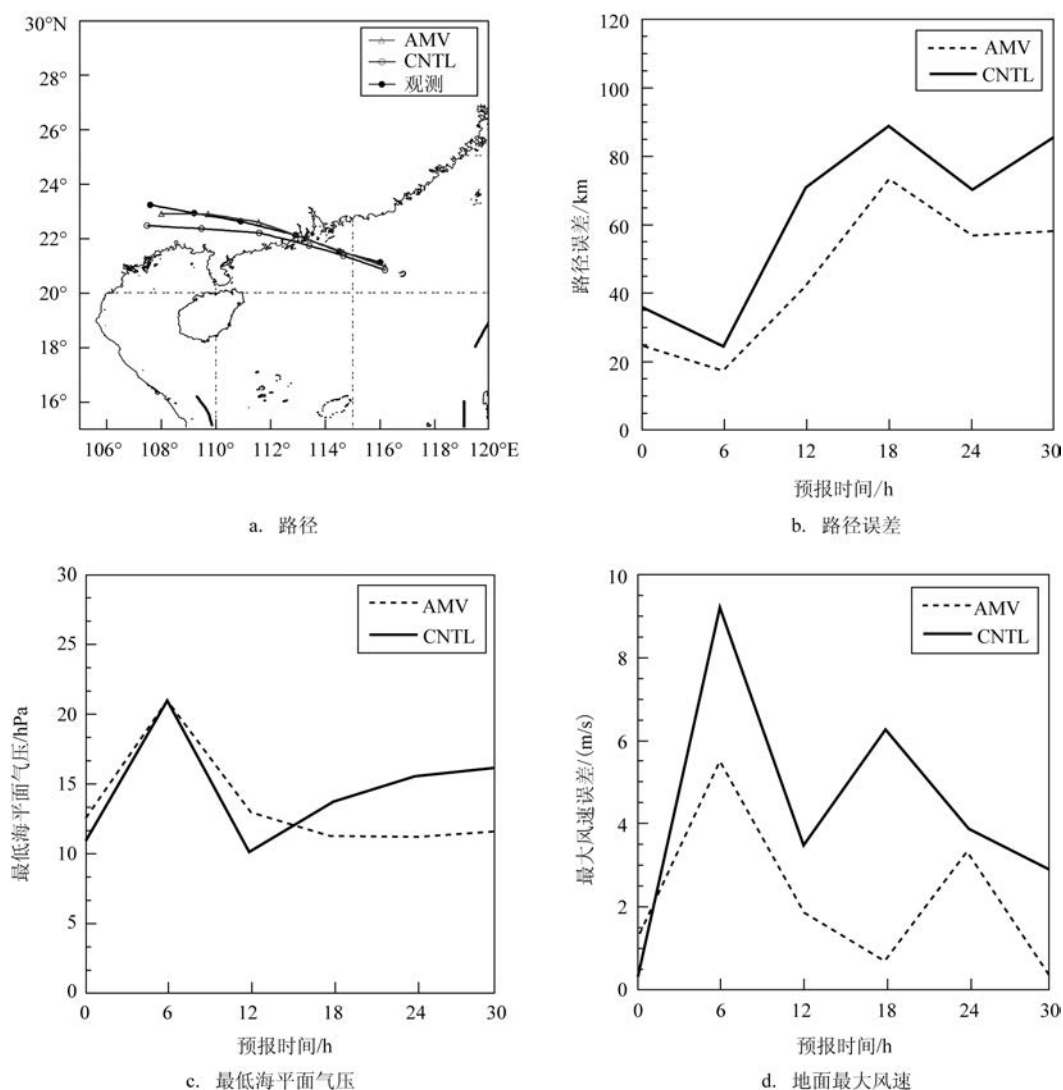 30°N
28°
26°
24°
22°
20°
18°
16°
106° 108° 110° 112° 114° 116° 118° 120°E
AMV
CNTL
观测
a. 路径
120
100
80
60
40
20
0
路径误差/km
AMV
CNTL
0 6 12 18 24 30
预报时间/h
b. 路径误差
30
25
20
15
10
5
0
最低海平面气压/hPa
AMV
CNTL
0 6 12 18 24 30
预报时间/h
c. 最低海平面气压
10
8
6
4
2
0
最大风速误差/(m/s)
AMV
CNTL
0 6 12 18 24 30
预报时间/h
d. 地面最大风速